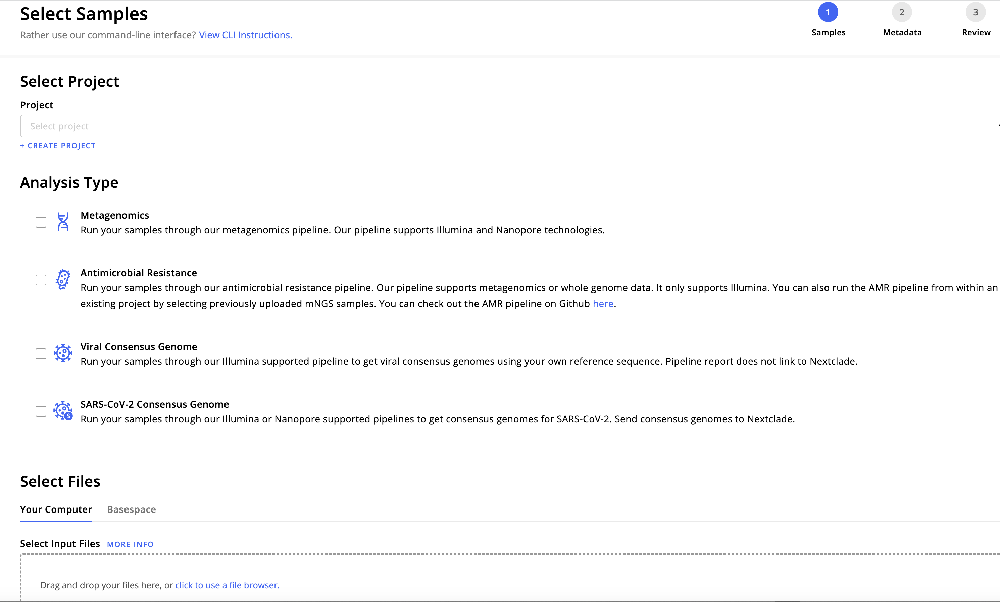 Select Samples
Rather use our command-line interface? View CLI Instructions.
1
Samples
2
Metadata
3
Review
Select Project
Project
Select project
+ CREATE PROJECT
Analysis Type
Metagenomics
Run your samples through our metagenomics pipeline. Our pipeline supports Illumina and Nanopore technologies.
Antimicrobial Resistance
Run your samples through our antimicrobial resistance pipeline. Our pipeline supports metagenomics or whole genome data. It only supports Illumina. You can also run the AMR pipeline from within an
existing project by selecting previously uploaded mNGS samples. You can check out the AMR pipeline on Github here.
Viral Consensus Genome
Run your samples through our Illumina supported pipeline to get viral consensus genomes using your own reference sequence. Pipeline report does not link to Nextclade.
S
SARS-CoV-2 Consensus Genome
Run your samples through our Illumina or Nanopore supported pipelines to get consensus genomes for SARS-CoV-2. Send consensus genomes to Nextclade.
Select Files
Your Computer Basespace
Select Input Files MORE INFO
Drag and drop your files here, or click to use a file browser.